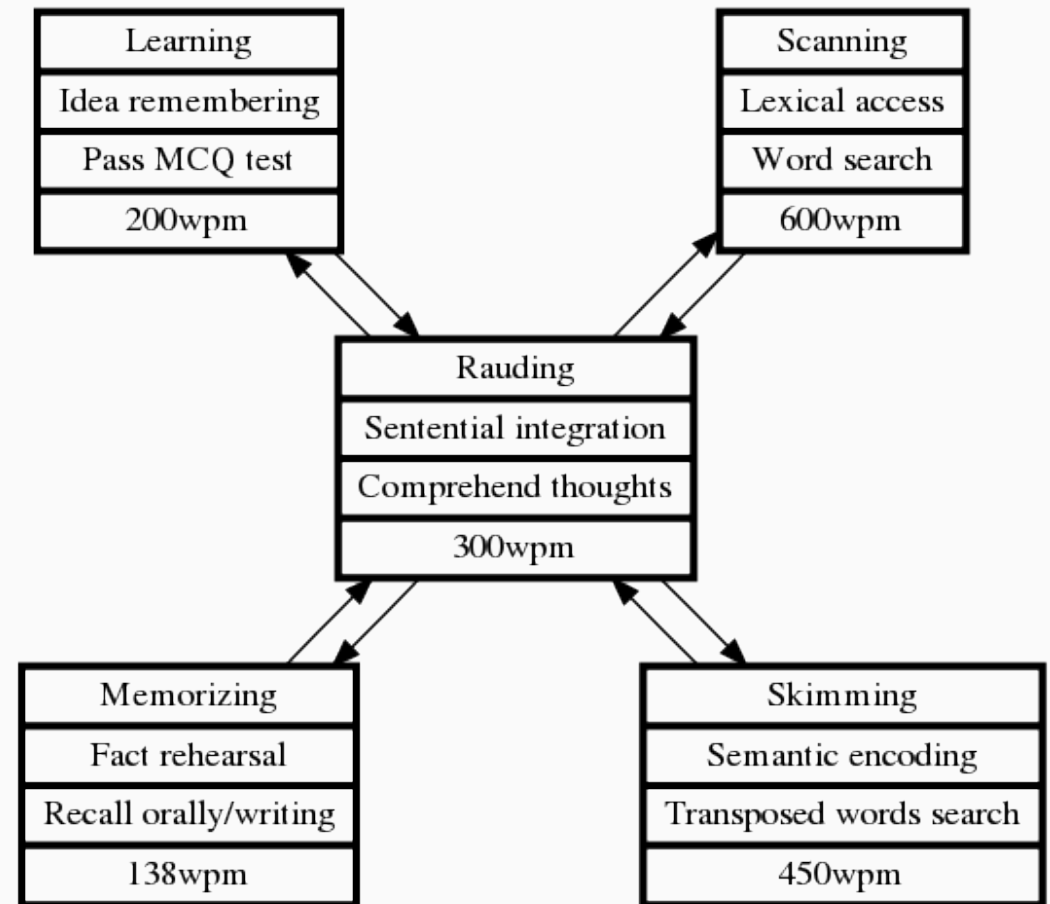 Learning
Idea remembering
Pass MCQ test
200wpm
Scanning
Lexical access
Word search
600wpm
Rauding
Sentential integration
Comprehend thoughts
300wpm
Memorizing
Fact rehearsal
Recall orally/writing
138wpm
Skimming
Semantic encoding
Transposed words search
450wpm